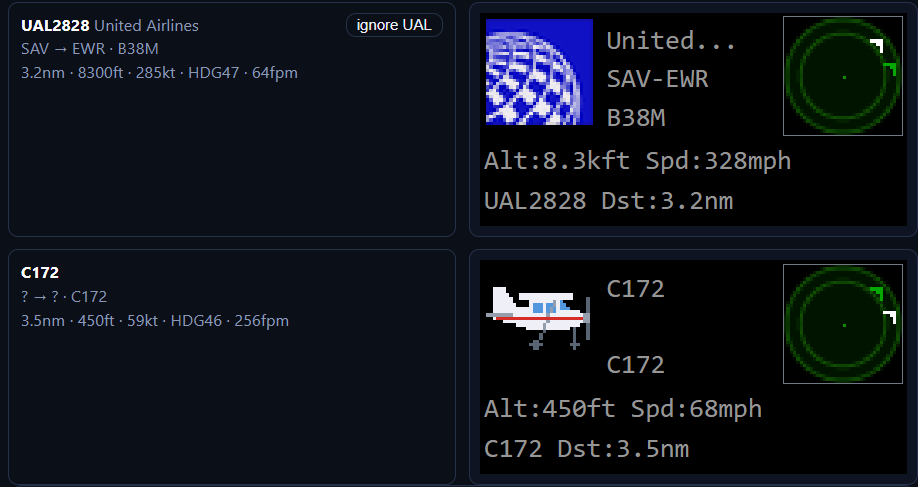 UAL2828 United Airlines
ignore UAL
SAV → EWR · B38M
3.2nm · 8300ft · 285kt · HDG47 · 64fpm
United...
SAV-EWR
B38M
Alt:8.3kft Spd:328mph
UAL2828 Dst:3.2nm
C172
? → ? · C172
3.5nm · 450ft · 59kt · HDG46 · 256fpm
C172
C172
Alt:450ft Spd:68mph
C172 Dst:3.5nm